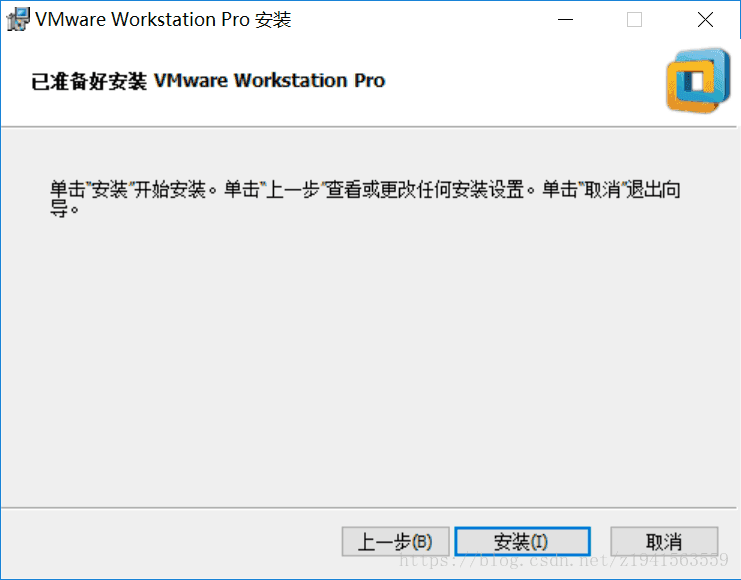 VMware Workstation Pro 安装
已准备好安装 VMware Workstation Pro
单击"安装"开始安装。单击"上一步"查看或更改任何安装设置。单击"取消"退出向
导。
上一步(B) 安装(I) 取消
https://blog.csdn.net/z1941563559